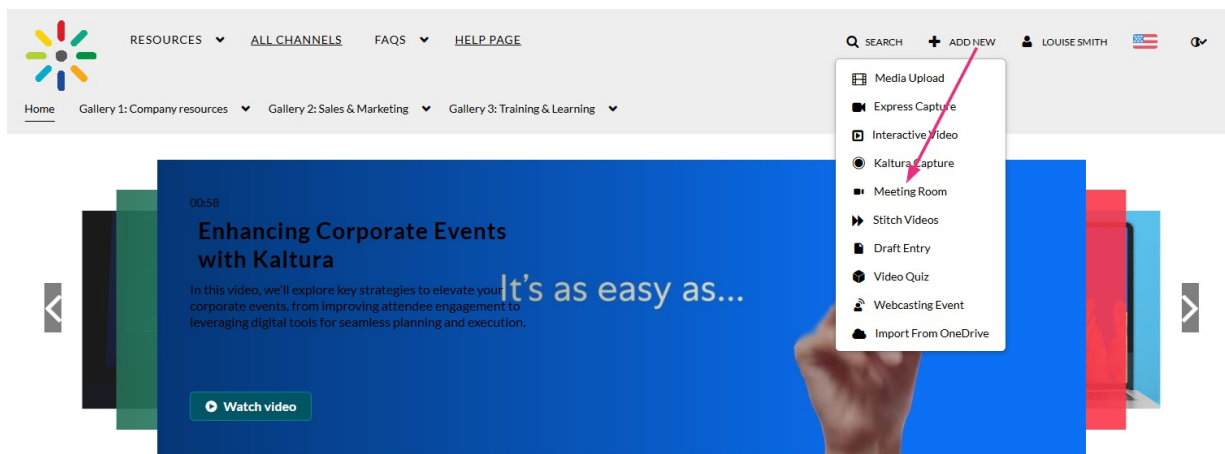 RESOURCES ALL CHANNELS FAQS HELP PAGE SEARCH ADD NEW LOUISE SMITH
Home Gallery 1: Company resources Gallery 2: Sales & Marketing Gallery 3: Training & Learning
Media Upload
Express Capture
Interactive Video
Kaltura Capture
Meeting Room
Stitch Videos
Draft Entry
Video Quiz
Webcasting Event
Import From OneDrive
00:58
Enhancing Corporate Events
with Kaltura
In this video, we'll explore key strategies to elevate your
corporate events, from improving attendee engagement to
leveraging digital tools for seamless planning and execution.
It's as easy as...
Watch video